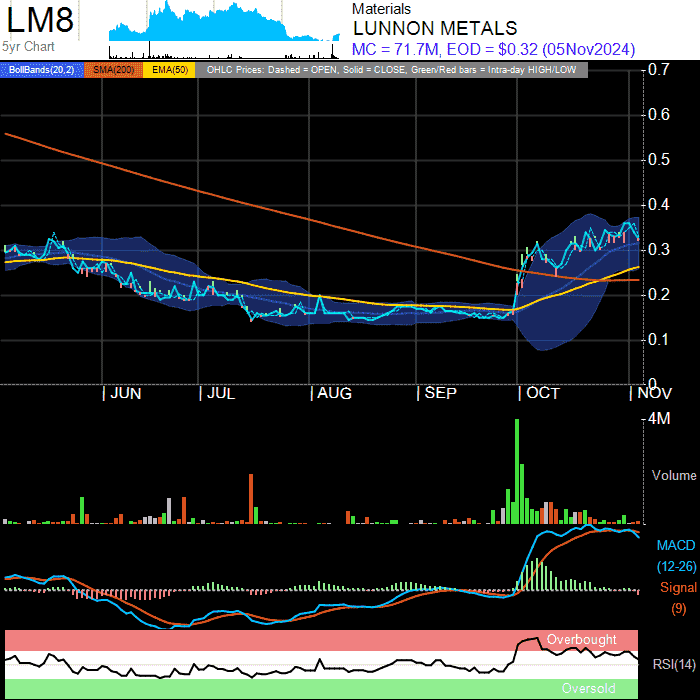 LM8
5yr Chart
Materials
LUNNON METALS
MC = 71.7M, EOD = $0.32 (05Nov2024)
BollBands(20,2) SMA(200) EMA(50) OHLC Prices: Dashed = OPEN, Solid = CLOSE, Green/Red bars = Intra-day HIGH/LOW
0.7
0.6
0.5
0.4
0.3
0.2
0.1
0
JUN JUL AUG SEP OCT NOV
4M
Volume
MACD
(12-26)
Signal
(9)
Overbought
RSI(14)
Oversold